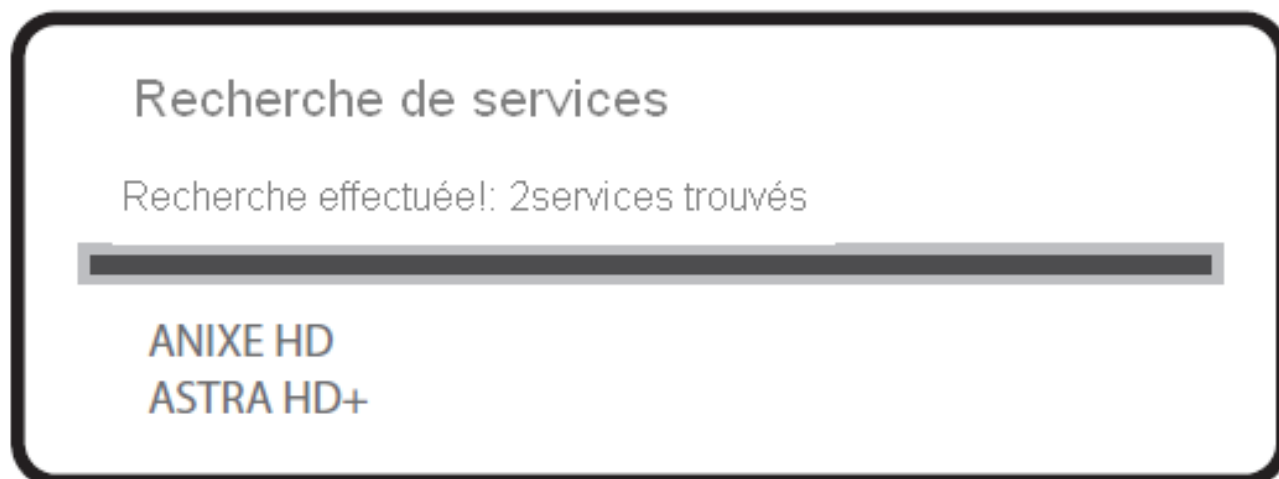 Recherche de services
Recherche effectuée!: 2services trouvés
ANIXE HD
ASTRA HD+